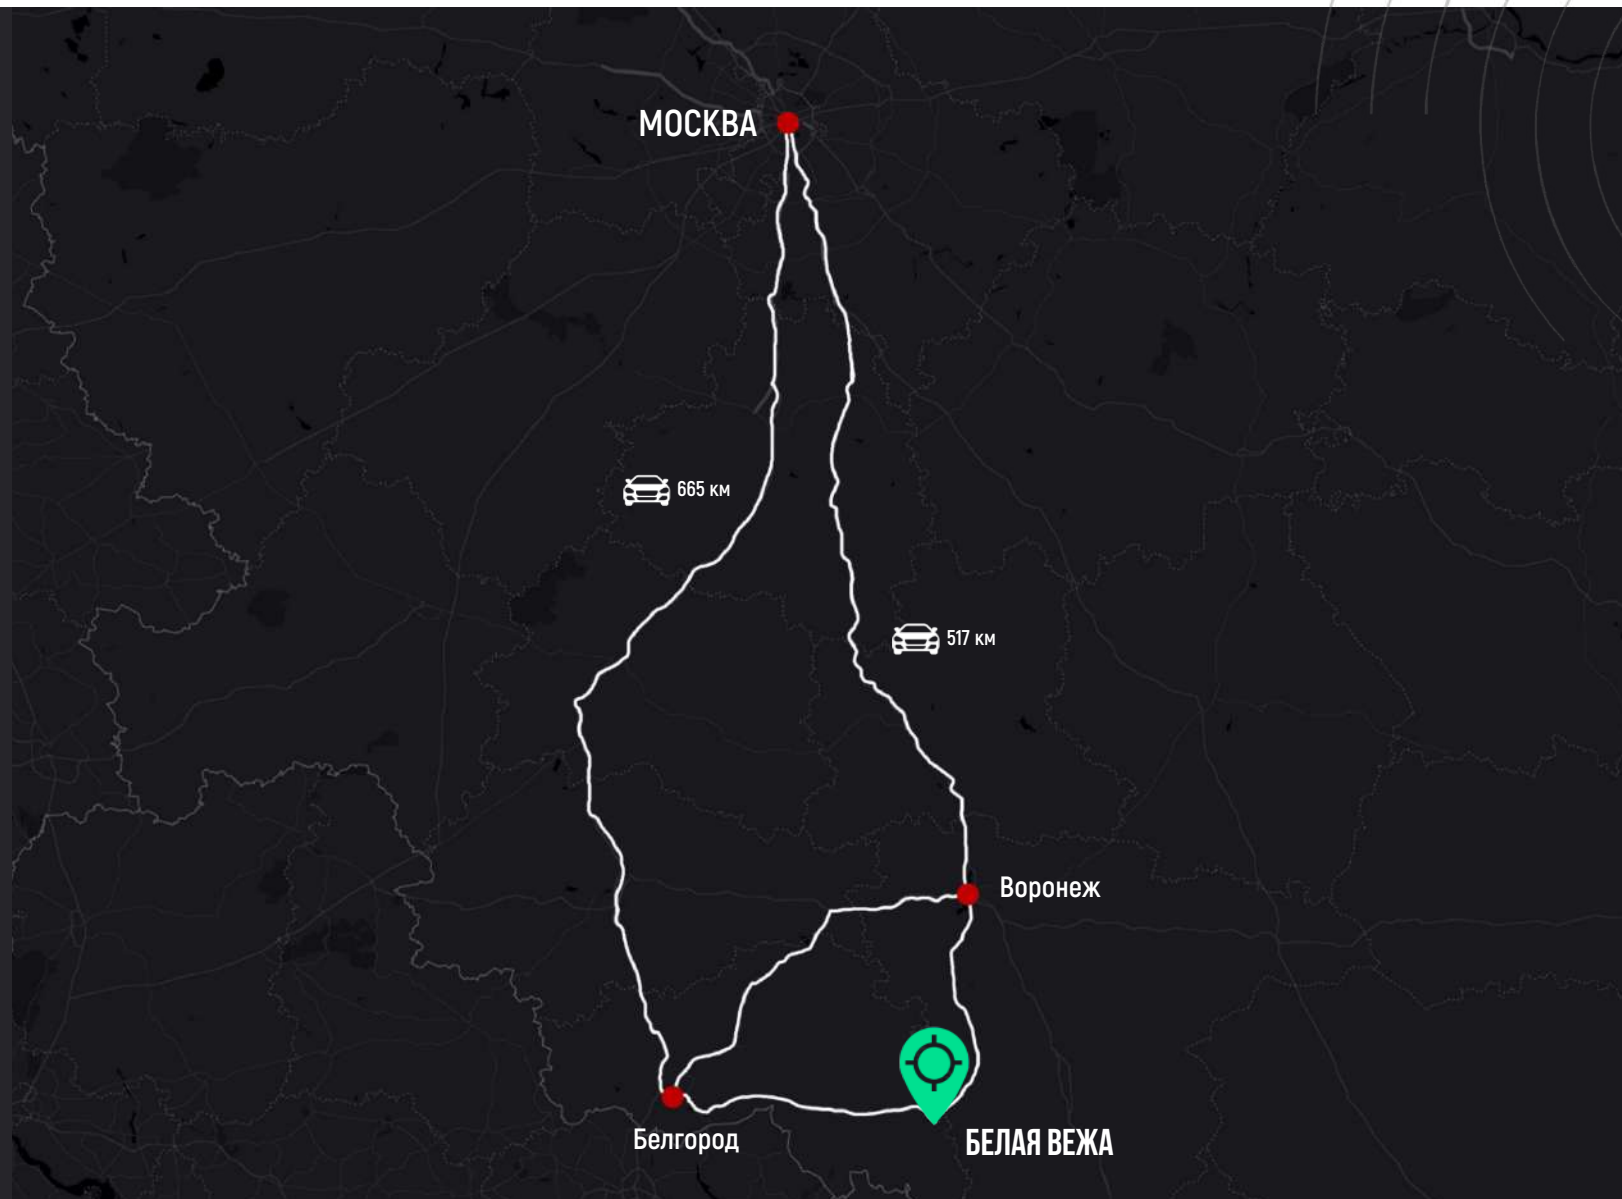 МОСКВА
665 км
517 км
Воронеж
Белгород
БЕЛАЯ ВЕЖА